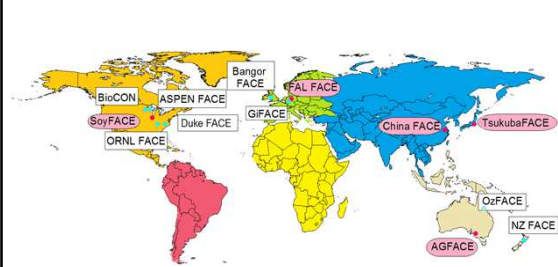 Bangor
FACE
BioCON
ASPEN FACE
FAL FACE
SoyFACE
Duke FACE
GiFACE
China FACE
TsukubaFACE
ORNL FACE
OzFACE
NZ FACE
AGFACE